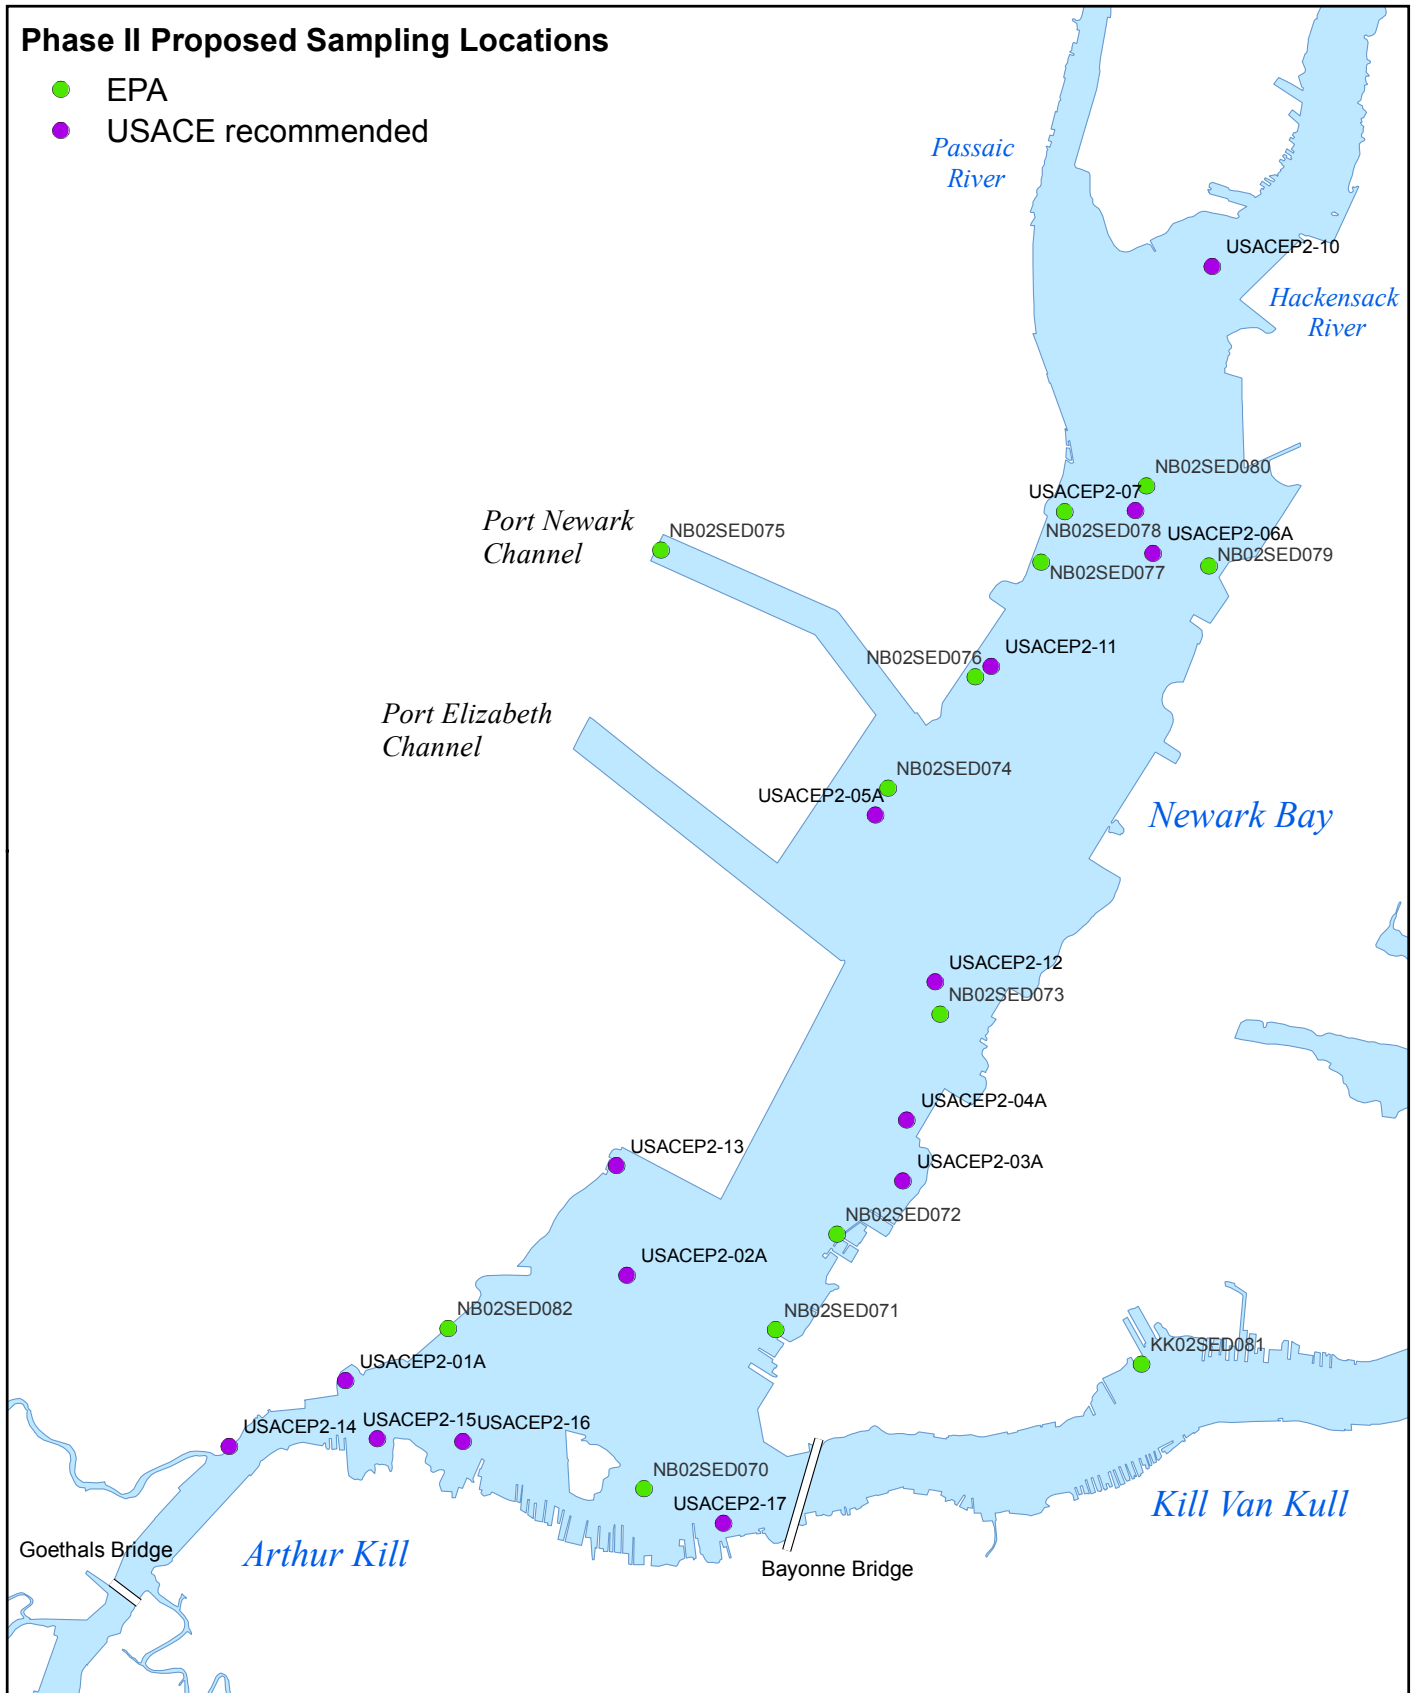 Phase II Proposed Sampling Locations
EPA
USACE recommended
Passaic
River
USACEP2-10
Hackensack
River
NB02SED080
USACEP2-07
Port Newark
Channel
NB02SED075
NB02SED078
USACEP2-06A
NB02SED079
NB02SED077
USACEP2-11
NB02SED076
Port Elizabeth
Channel
NB02SED074
USACEP2-05A
Newark Bay
USACEP2-12
NB02SED073
USACEP2-04A
USACEP2-13
USACEP2-03A
NB02SED072
USACEP2-02A
NB02SED082
NB02SED071
KK02SED081
USACEP2-01A
USACEP2-14
USACEP2-15
USACEP2-16
NB02SED070
USACEP2-17
Kill Van Kull
Goethals Bridge
Arthur Kill
Bayonne Bridge